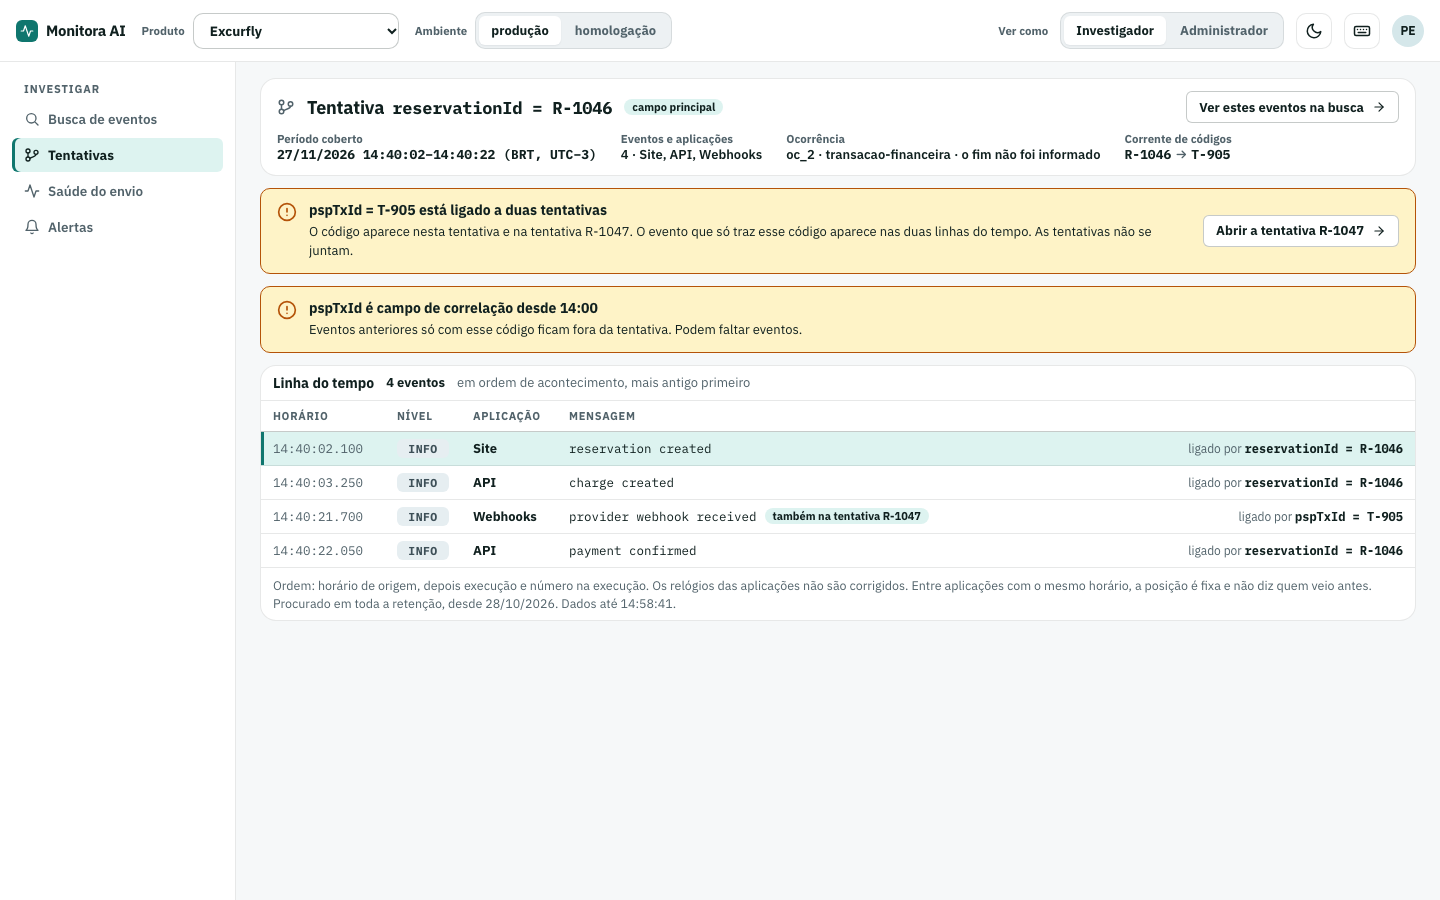 Monitora AI Produto Excurfly Ambiente produção homologação Ver como Investigador Administrador PE
INVESTIGAR
Busca de eventos
Tentativas
Saúde do envio
Alertas
Tentativa reservationId = R-1046 campo principal Ver estes eventos na busca →
Período coberto
27/11/2026 14:40:02–14:40:22 (BRT, UTC−3)
Eventos e aplicações
4 · Site, API, Webhooks
Ocorrência
oc_2 · transacao-financeira · o fim não foi informado
Corrente de códigos
R-1046 → T-905
pspTxId = T-905 está ligado a duas tentativas
O código aparece nesta tentativa e na tentativa R-1047. O evento que só traz esse código aparece nas duas linhas do tempo. As tentativas não se
juntam.
Abrir a tentativa R-1047 →
pspTxId é campo de correlação desde 14:00
Eventos anteriores só com esse código ficam fora da tentativa. Podem faltar eventos.
Linha do tempo 4 eventos em ordem de acontecimento, mais antigo primeiro
HORÁRIO NÍVEL APLICAÇÃO MENSAGEM
14:40:02.100 INFO Site reservation created ligado por reservationId = R-1046
14:40:03.250 INFO API charge created ligado por reservationId = R-1046
14:40:21.700 INFO Webhooks provider webhook received também na tentativa R-1047 ligado por pspTxId = T-905
14:40:22.050 INFO API payment confirmed ligado por reservationId = R-1046
Ordem: horário de origem, depois execução e número na execução. Os relógios das aplicações não são corrigidos. Entre aplicações com o mesmo horário, a posição é fixa e não diz quem veio antes.
Procurado em toda a retenção, desde 28/10/2026. Dados até 14:58:41.